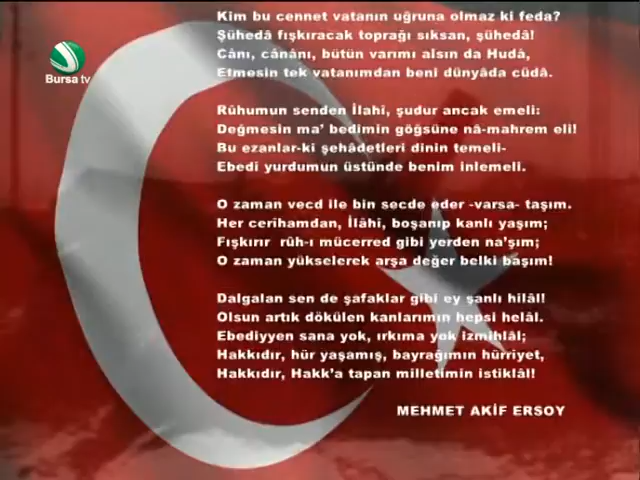 Bursa tv
Kim bu cennet vatanın uğruna olmaz ki feda?
Şühedâ fışkıracak toprağı sıksan, şühedâ!
Cânı, cânânı, bütün varımı alsın da Hudâ,
Etmesin tek vatanımdan beni dünyâda cüdâ.
Rûhumun senden İlahî, şudur ancak emeli:
Değmesin ma' bedimin göğsüne nâ-mahrem eli!
Bu ezanlar-ki şehâdetleri dinin temeli-
Ebedî yurdumun üstünde benim inlemeli.
O zaman vecd ile bin secde eder -varsa- taşım.
Her cerîhamdan, İlâhî, boşanıp kanlı yaşım;
Fışkırır rûh-ı mücerred gibi yerden na'şım;
O zaman yükselerek arşa değer belki başım!
Dalgalan sen de şafaklar gibi ey şanlı hilâl!
Olsun artık dökülen kanlarımın hepsi helâl.
Ebediyyen sana yok, ırkıma yok izmihlâl;
Hakkıdır, hür yaşamış, bayrağımın hürriyet,
Hakkıdır, Hakk'a tapan milletimin istiklâl!
MEHMET AKİF ERSOY